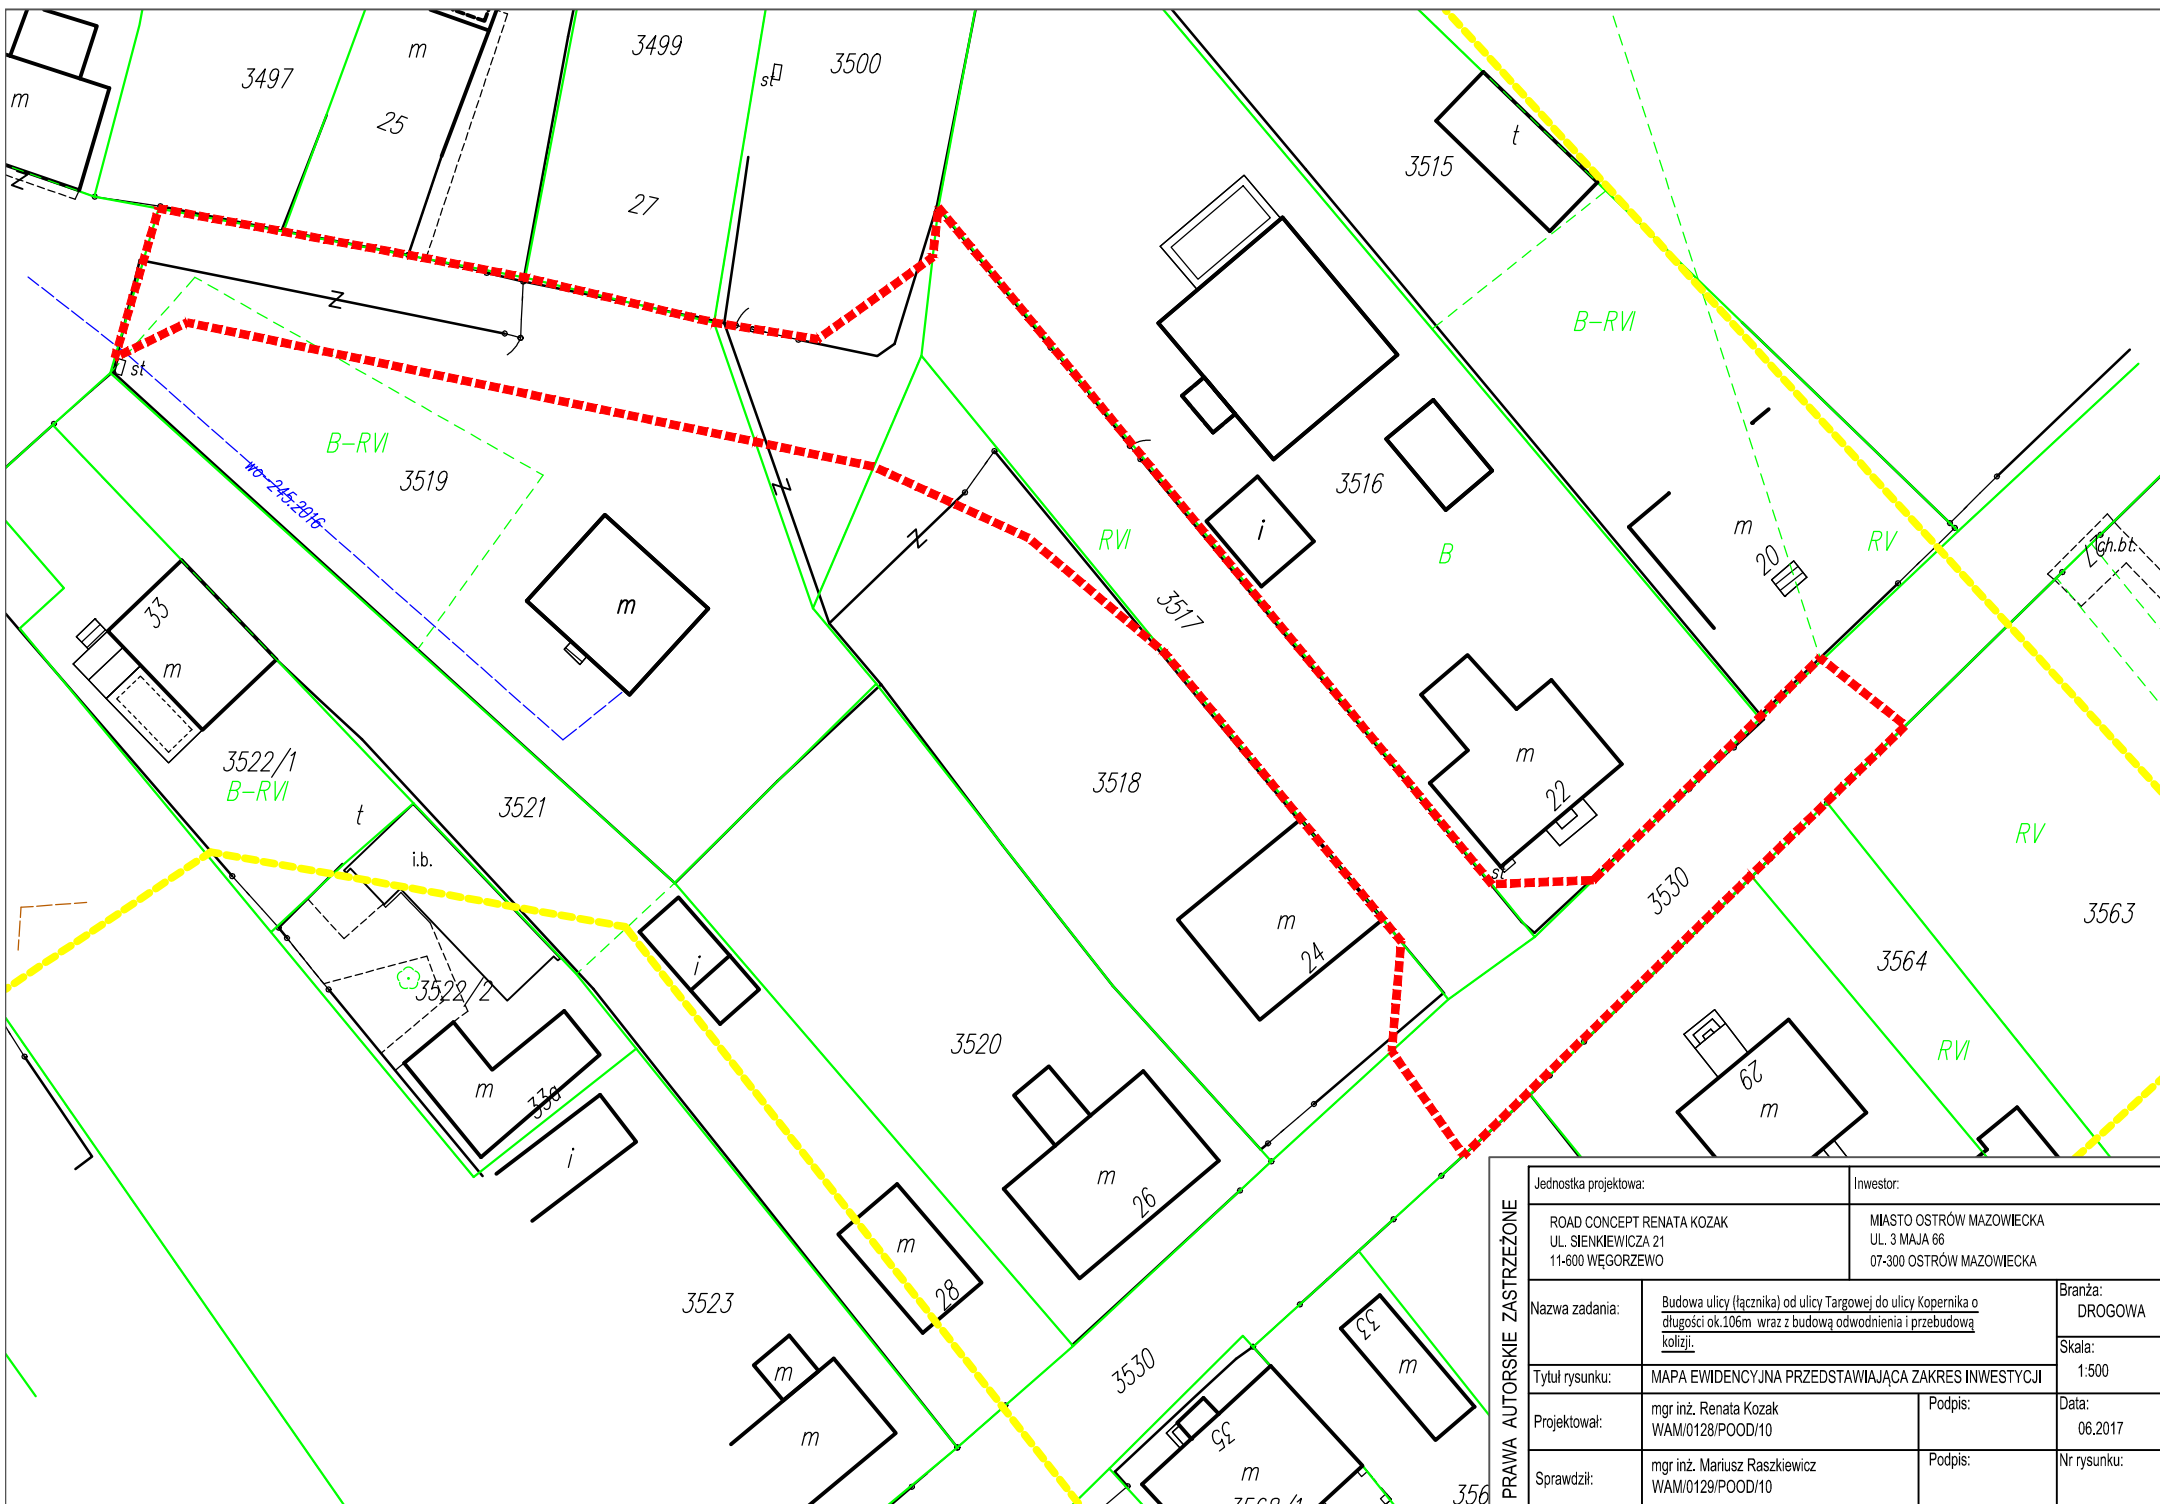 m
3499
3500
3497
st
m
25
t
3515
27
B-RVI
st
B-RVI
3519
3516
wo-245.2016
m
RV
i
RVI
B
20
ch.bt.
33
m
3517
m
m
3522/1
B-RVI
3518
3521
22
t
RV
i.b.
3530
m
3563
24
3564
i
3522/2
3520
RVI
m
33a
29
m
i
m
26
m
28
3523
33
m
3530
m
m
35
m
PRAWA AUTORSKIE ZASTRZEŻONE
Jednostka projektowa:
Inwestor:
ROAD CONCEPT RENATA KOZAK
UL. SIENKIEWICZA 21
11-600 WĘGORZEWO
MIASTO OSTRÓW MAZOWIECKA
UL. 3 MAJA 66
07-300 OSTRÓW MAZOWIECKA
Nazwa zadania:
Budowa ulicy (łącznika) od ulicy Targowej do ulicy Kopernika o
długości ok.106m wraz z budową odwodnienia i przebudową
kolizji.
Branża:
DROGOWA
Skala:
1:500
Tytuł rysunku:
MAPA EWIDENCYJNA PRZEDSTAWIAJĄCA ZAKRES INWESTYCJI
Projektował:
mgr inż. Renata Kozak
WAM/0128/POOD/10
Podpis:
Data:
06.2017
Sprawdził:
mgr inż. Mariusz Raszkiewicz
WAM/0129/POOD/10
Podpis:
Nr rysunku: